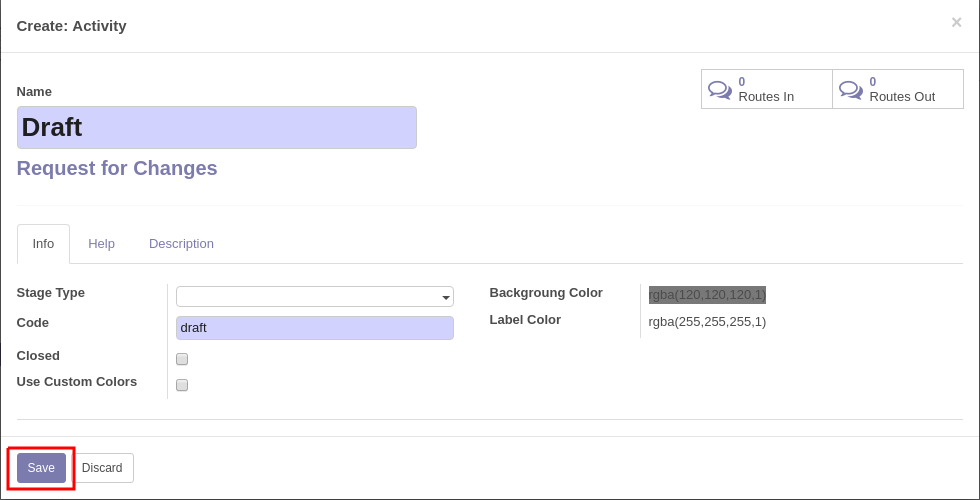 Create: Activity
×
Name
0
Routes In
0
Routes Out
Draft
Request for Changes
Info
Help
Description
Stage Type
Code
draft
Closed
Use Custom Colors
Backgroung Color
rgba(120,120,120,1)
Label Color
rgba(255,255,255,1)
Save
Discard